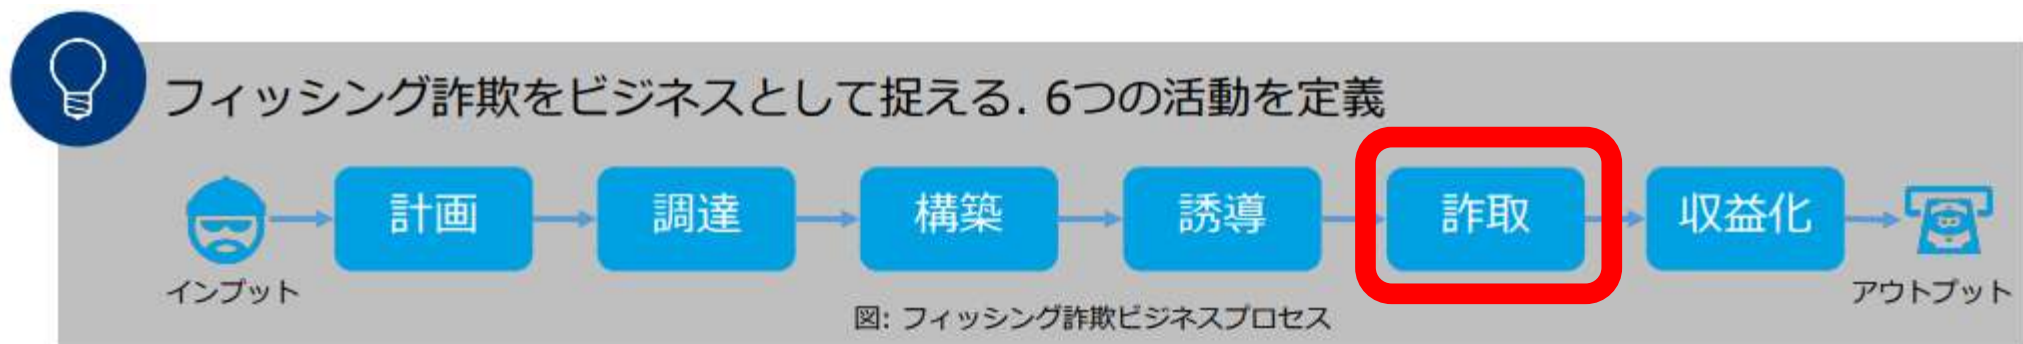 フィッシング詐欺をビジネスとして捉える. 6つの活動を定義
計画
調達
構築
誘導
詐取
収益化
インプット
アウトプット
図: フィッシング詐欺ビジネスプロセス